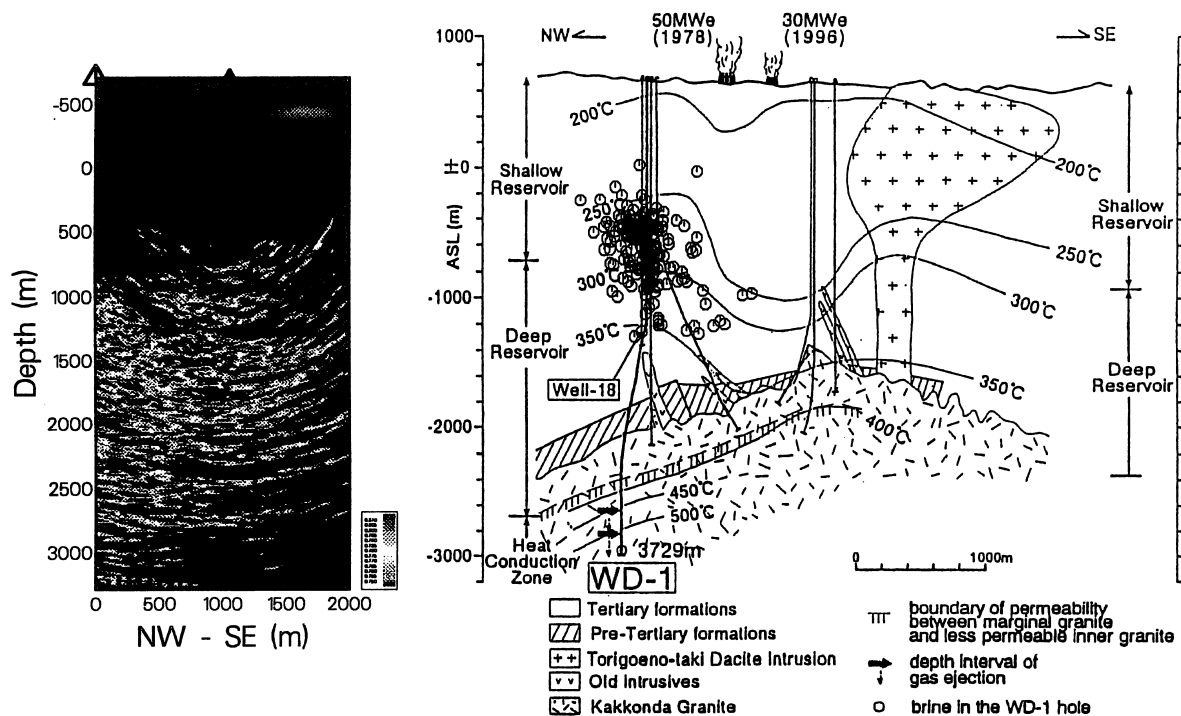 -500
0
500
1000
1500
2000
2500
3000
Depth (m)
0 500 1000 1500 2000
NW - SE (m)
50MWe
(1978)
30MWe
(1996)
NW
SE
1000
±0
-1000
-2000
-3000
ASL (m)
Shallow
Reservoir
Deep
Reservoir
Heat
Conduction
Zone
200℃
250℃
300℃
350℃
Well-18
450℃
500℃
3729m
WD-1
400℃
200℃
250℃
300℃
350℃
Shallow
Reservoir
Deep
Reservoir
0 1000m
Tertiary formations
Pre-Tertiary formations
Torigoeno-taki Dacite Intrusion
Old Intrusives
Kakkonda Granite
boundary of permeability
between marginal granite
and less permeable inner granite
depth interval of
gas ejection
brine in the WD-1 hole